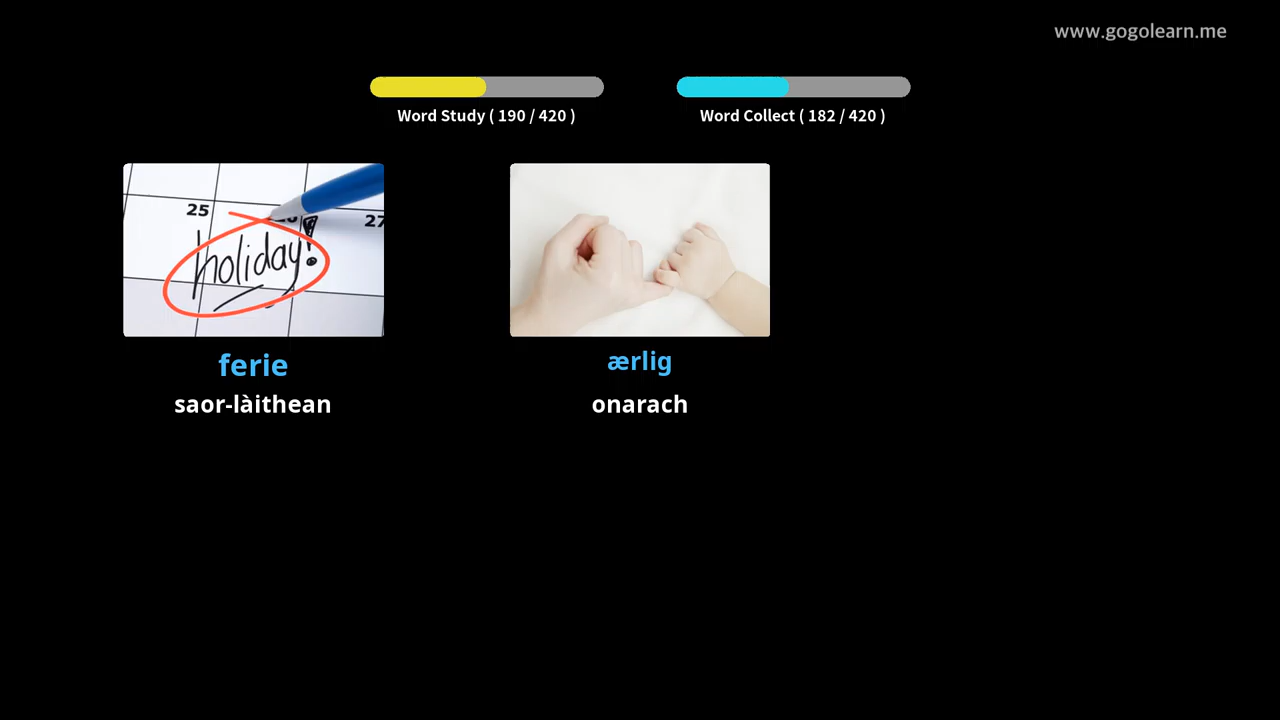 www.gogolearn.me
Word Study ( 190 / 420 )
Word Collect ( 182 / 420 )
25
27
holiday!
ferie
saor-làithean
ærlig
onarach